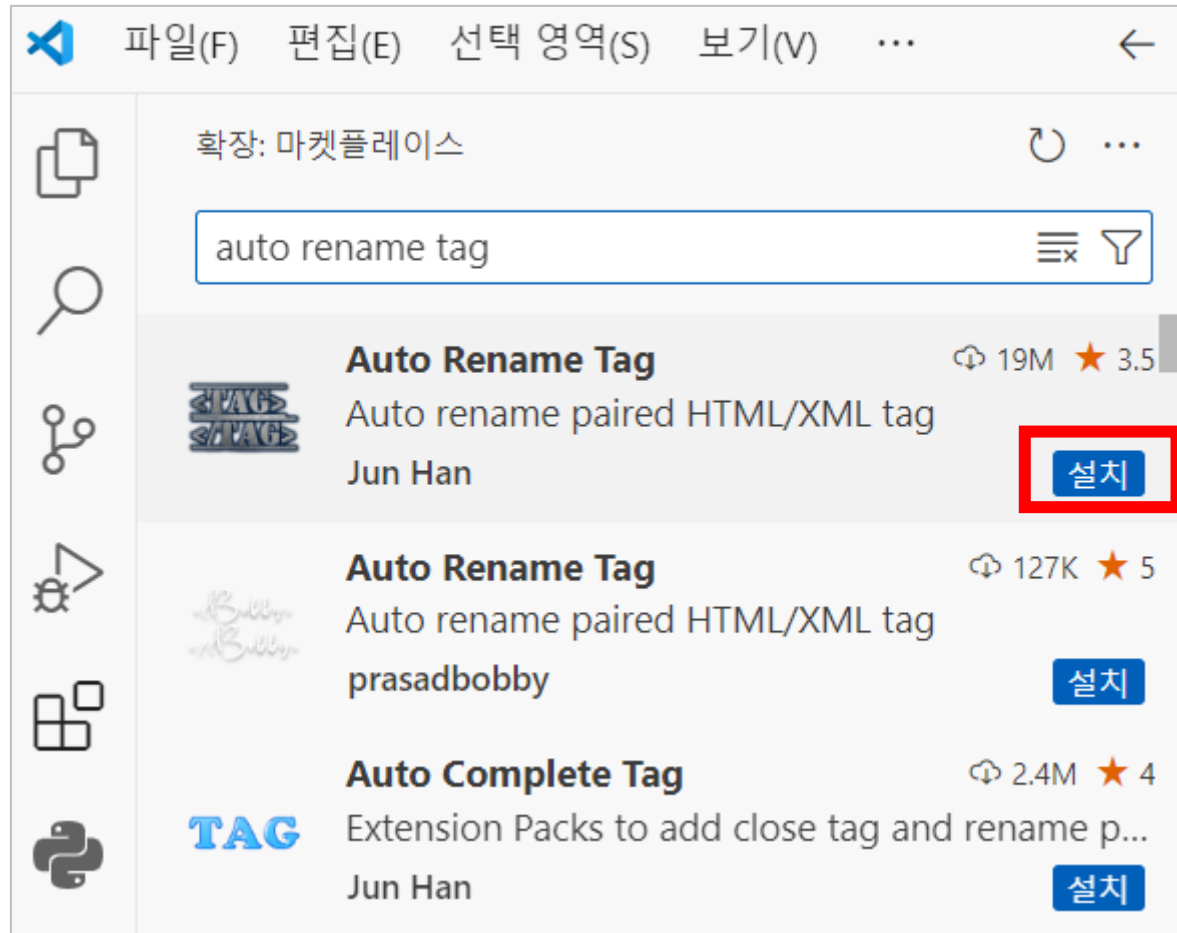 파일(F) 편집(E) 선택 영역(S) 보기(V) ···
확장: 마켓플레이스
auto rename tag
Auto Rename Tag 19M ★ 3.5
<TAG>
</TAG>
Auto rename paired HTML/XML tag
Jun Han 설치
Auto Rename Tag 127K ★ 5
Auto rename paired HTML/XML tag
prasadbobby 설치
Auto Complete Tag 2.4M ★ 4
TAG Extension Packs to add close tag and rename p...
Jun Han 설치